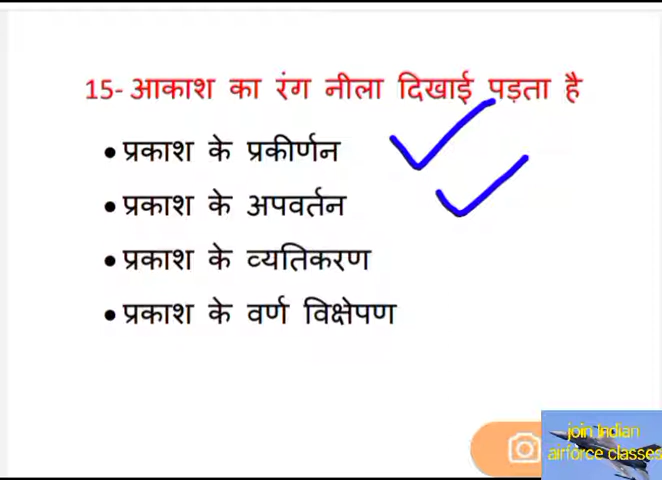 15- आकाश का रंग नीला दिखाई पड़ता है
•प्रकाश के प्रकीर्णन
•प्रकाश के अपवर्तन
•प्रकाश के व्यतिकरण
•प्रकाश के वर्ण विक्षेपण
join Indian
airforce classes